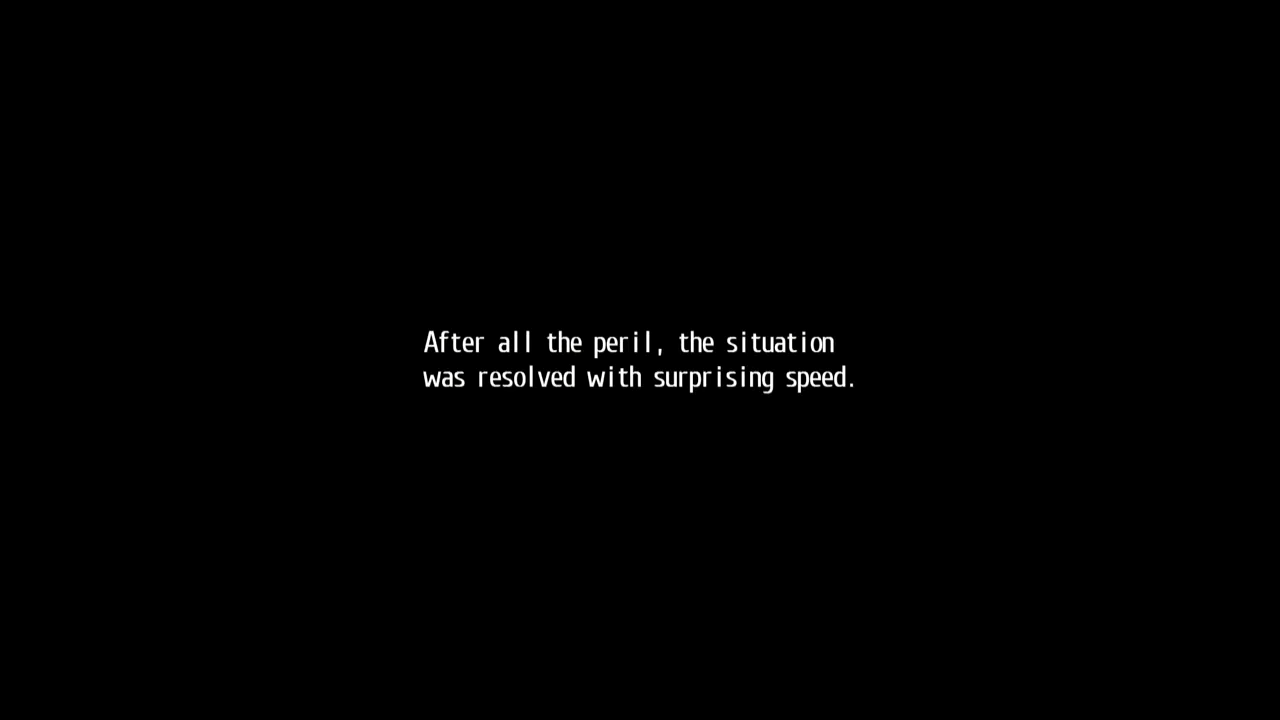 After all the peril, the situation
was resolved with surprising speed.